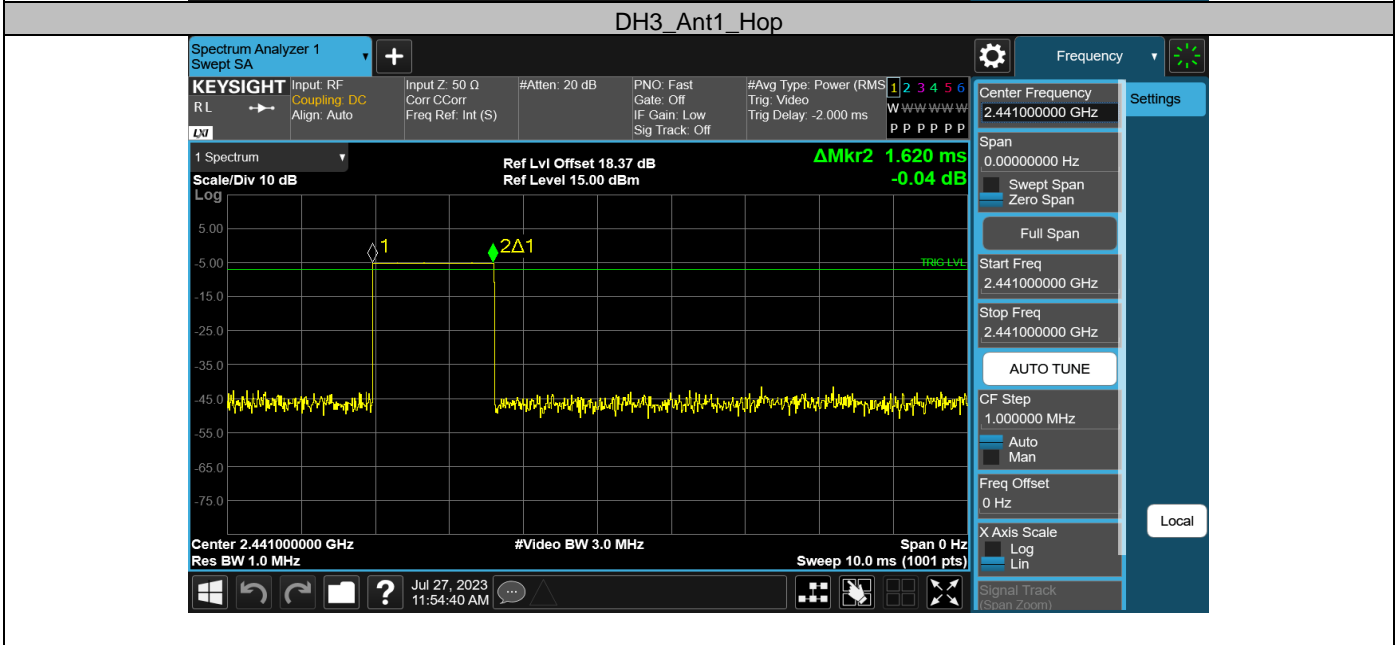 DH3_Ant1_Hop
Spectrum Analyzer 1
Swept SA
Frequency
KEYSIGHT
RL
LXI
Input: RF
Coupling: DC
Align: Auto
Input Z: 50 Ω
Corr CCorr
Freq Ref: Int (S)
#Atten: 20 dB
PNO: Fast
Gate: Off
IF Gain: Low
Sig Track: Off
#Avg Type: Power (RMS
Trig: Video
Trig Delay: -2.000 ms
1 2 3 4 5 6
W W W W W W
P P P P P P
1 Spectrum
Scale/Div 10 dB
Log
Ref Lvl Offset 18.37 dB
Ref Level 15.00 dBm
ΔMkr2 1.620 ms
-0.04 dB
5.00
-5.00
-15.0
-25.0
-35.0
-45.0
-55.0
-65.0
-75.0
1
2Δ1
TRIG LVL
Center 2.441000000 GHz
Res BW 1.0 MHz
#Video BW 3.0 MHz
Span 0 Hz
Sweep 10.0 ms (1001 pts)
Jul 27, 2023
11:54:40 AM
Center Frequency
2.441000000 GHz
Settings
Span
0.00000000 Hz
Swept Span
Zero Span
Full Span
Start Freq
2.441000000 GHz
Stop Freq
2.441000000 GHz
AUTO TUNE
CF Step
1.000000 MHz
Auto
Man
Freq Offset
0 Hz
Local
X Axis Scale
Log
Lin
Signal Track
(Span Zoom)